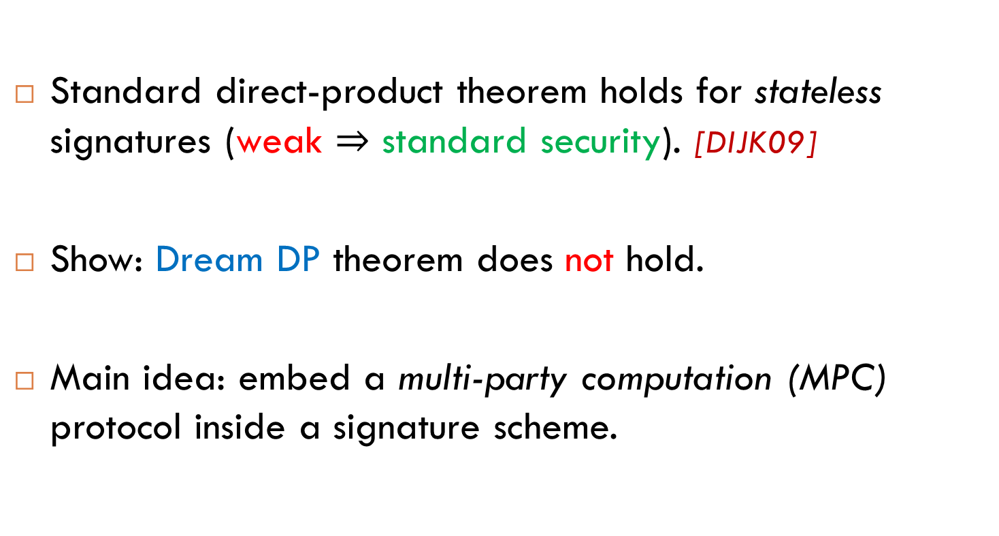 Standard direct-product theorem holds for stateless
signatures (weak ⇒ standard security). [DIJK09]
Show: Dream DP theorem does not hold.
Main idea: embed a multi-party computation (MPC)
protocol inside a signature scheme.